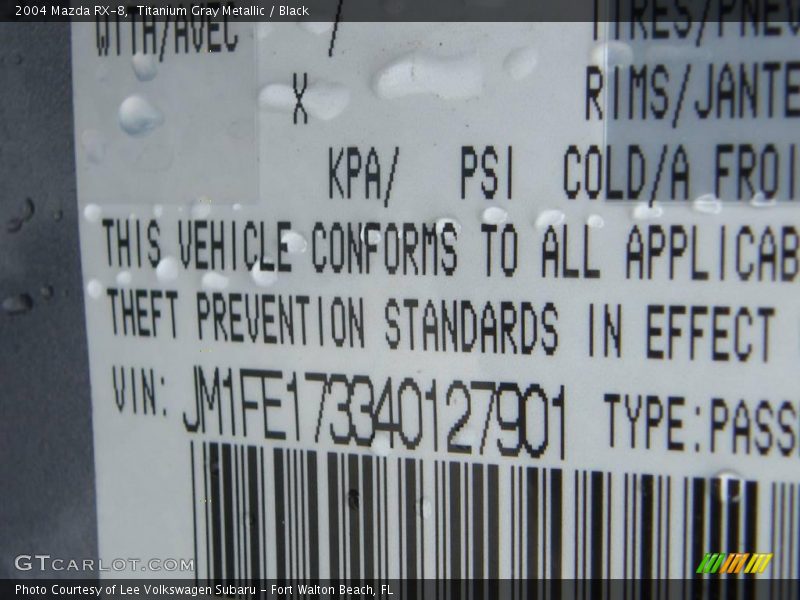 2004 Mazda RX-8, Titanium Gray Metallic / Black
WITH/AVEC / TIRES/PNEU
X RIMS/JANTE
KPA/ PSI COLD/A FROI
THIS VEHICLE CONFORMS TO ALL APPLICAB
THEFT PREVENTION STANDARDS IN EFFECT
VIN: JM1FE173340127901 TYPE:PASS
GTCARLOT.COM
Photo Courtesy of Lee Volkswagen Subaru - Fort Walton Beach, FL